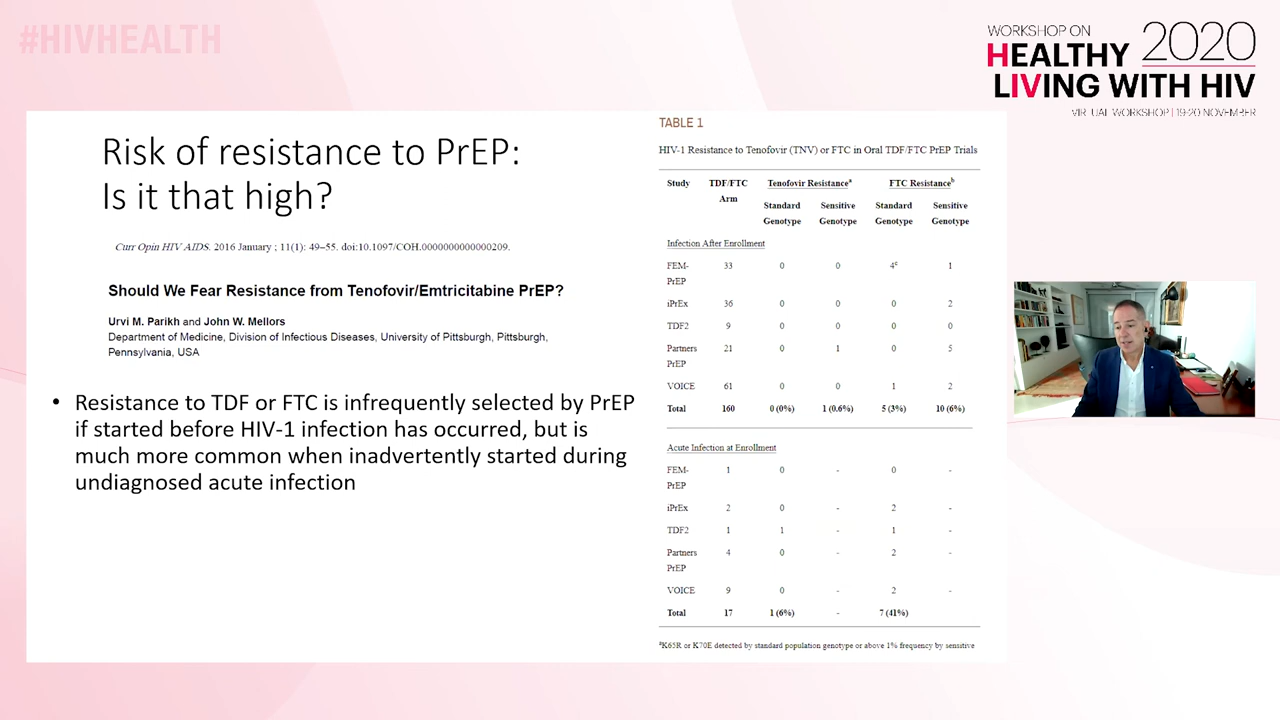 #HIVHEALTH
WORKSHOP ON
HEALTHY 2020
LIVING WITH HIV
VIRTUAL WORKSHOP | 19-20 NOVEMBER
Risk of resistance to PrEP:
Is it that high?
Curr Opin HIV AIDS. 2016 January ; 11(1): 49–55. doi:10.1097/COH.0000000000000209.
Should We Fear Resistance from Tenofovir/Emtricitabine PrEP?
Urvi M. Parikh and John W. Mellors
Department of Medicine, Division of Infectious Diseases, University of Pittsburgh, Pittsburgh,
Pennsylvania, USA
• Resistance to TDF or FTC is infrequently selected by PrEP
if started before HIV-1 infection has occurred, but is
much more common when inadvertently started during
undiagnosed acute infection
TABLE 1
HIV-1 Resistance to Tenofovir (TNV) or FTC in Oral TDF/FTC PrEP Trials
Study TDF/FTC Tenofovir Resistanceᵃ FTC Resistanceᵇ
Arm Standard Sensitive Standard Sensitive
Genotype Genotype Genotype Genotype
Infection After Enrollment
FEM- 33 0 0 4ᶜ 1
PrEP
iPrEx 36 0 0 0 2
TDF2 9 0 0 0 0
Partners 21 0 1 0 5
PrEP
VOICE 61 0 0 1 2
Total 160 0 (0%) 1 (0.6%) 5 (3%) 10 (6%)
Acute Infection at Enrollment
FEM- 1 0 - 0 -
PrEP
iPrEx 2 0 - 2 -
TDF2 1 1 - 1 -
Partners 4 0 - 2 -
PrEP
VOICE 9 0 - 2 -
Total 17 1 (6%) - 7 (41%)
ᵃK65R or K70E detected by standard population genotype or above 1% frequency by sensitive